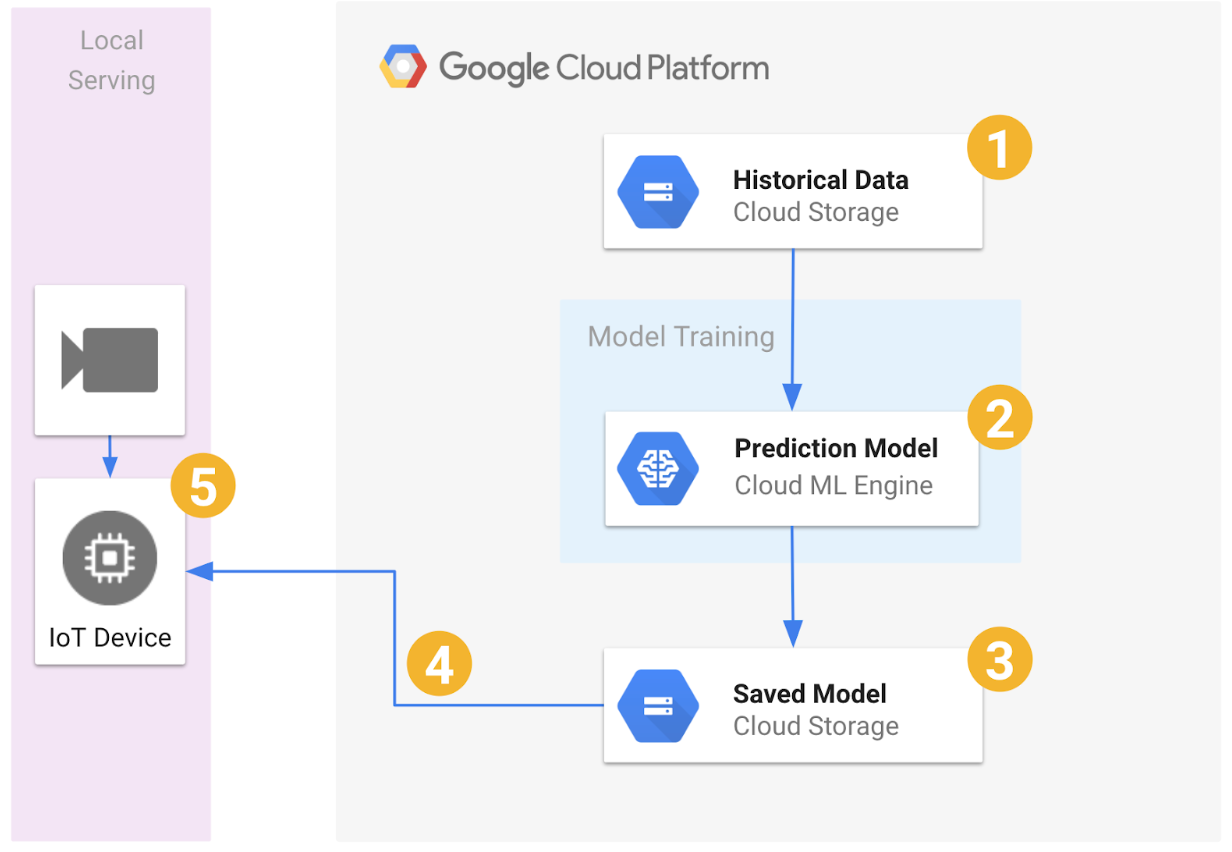 Local
Serving
Google Cloud Platform
1
Historical Data
Cloud Storage
Model Training
2
Prediction Model
Cloud ML Engine
5
IoT Device
4
3
Saved Model
Cloud Storage